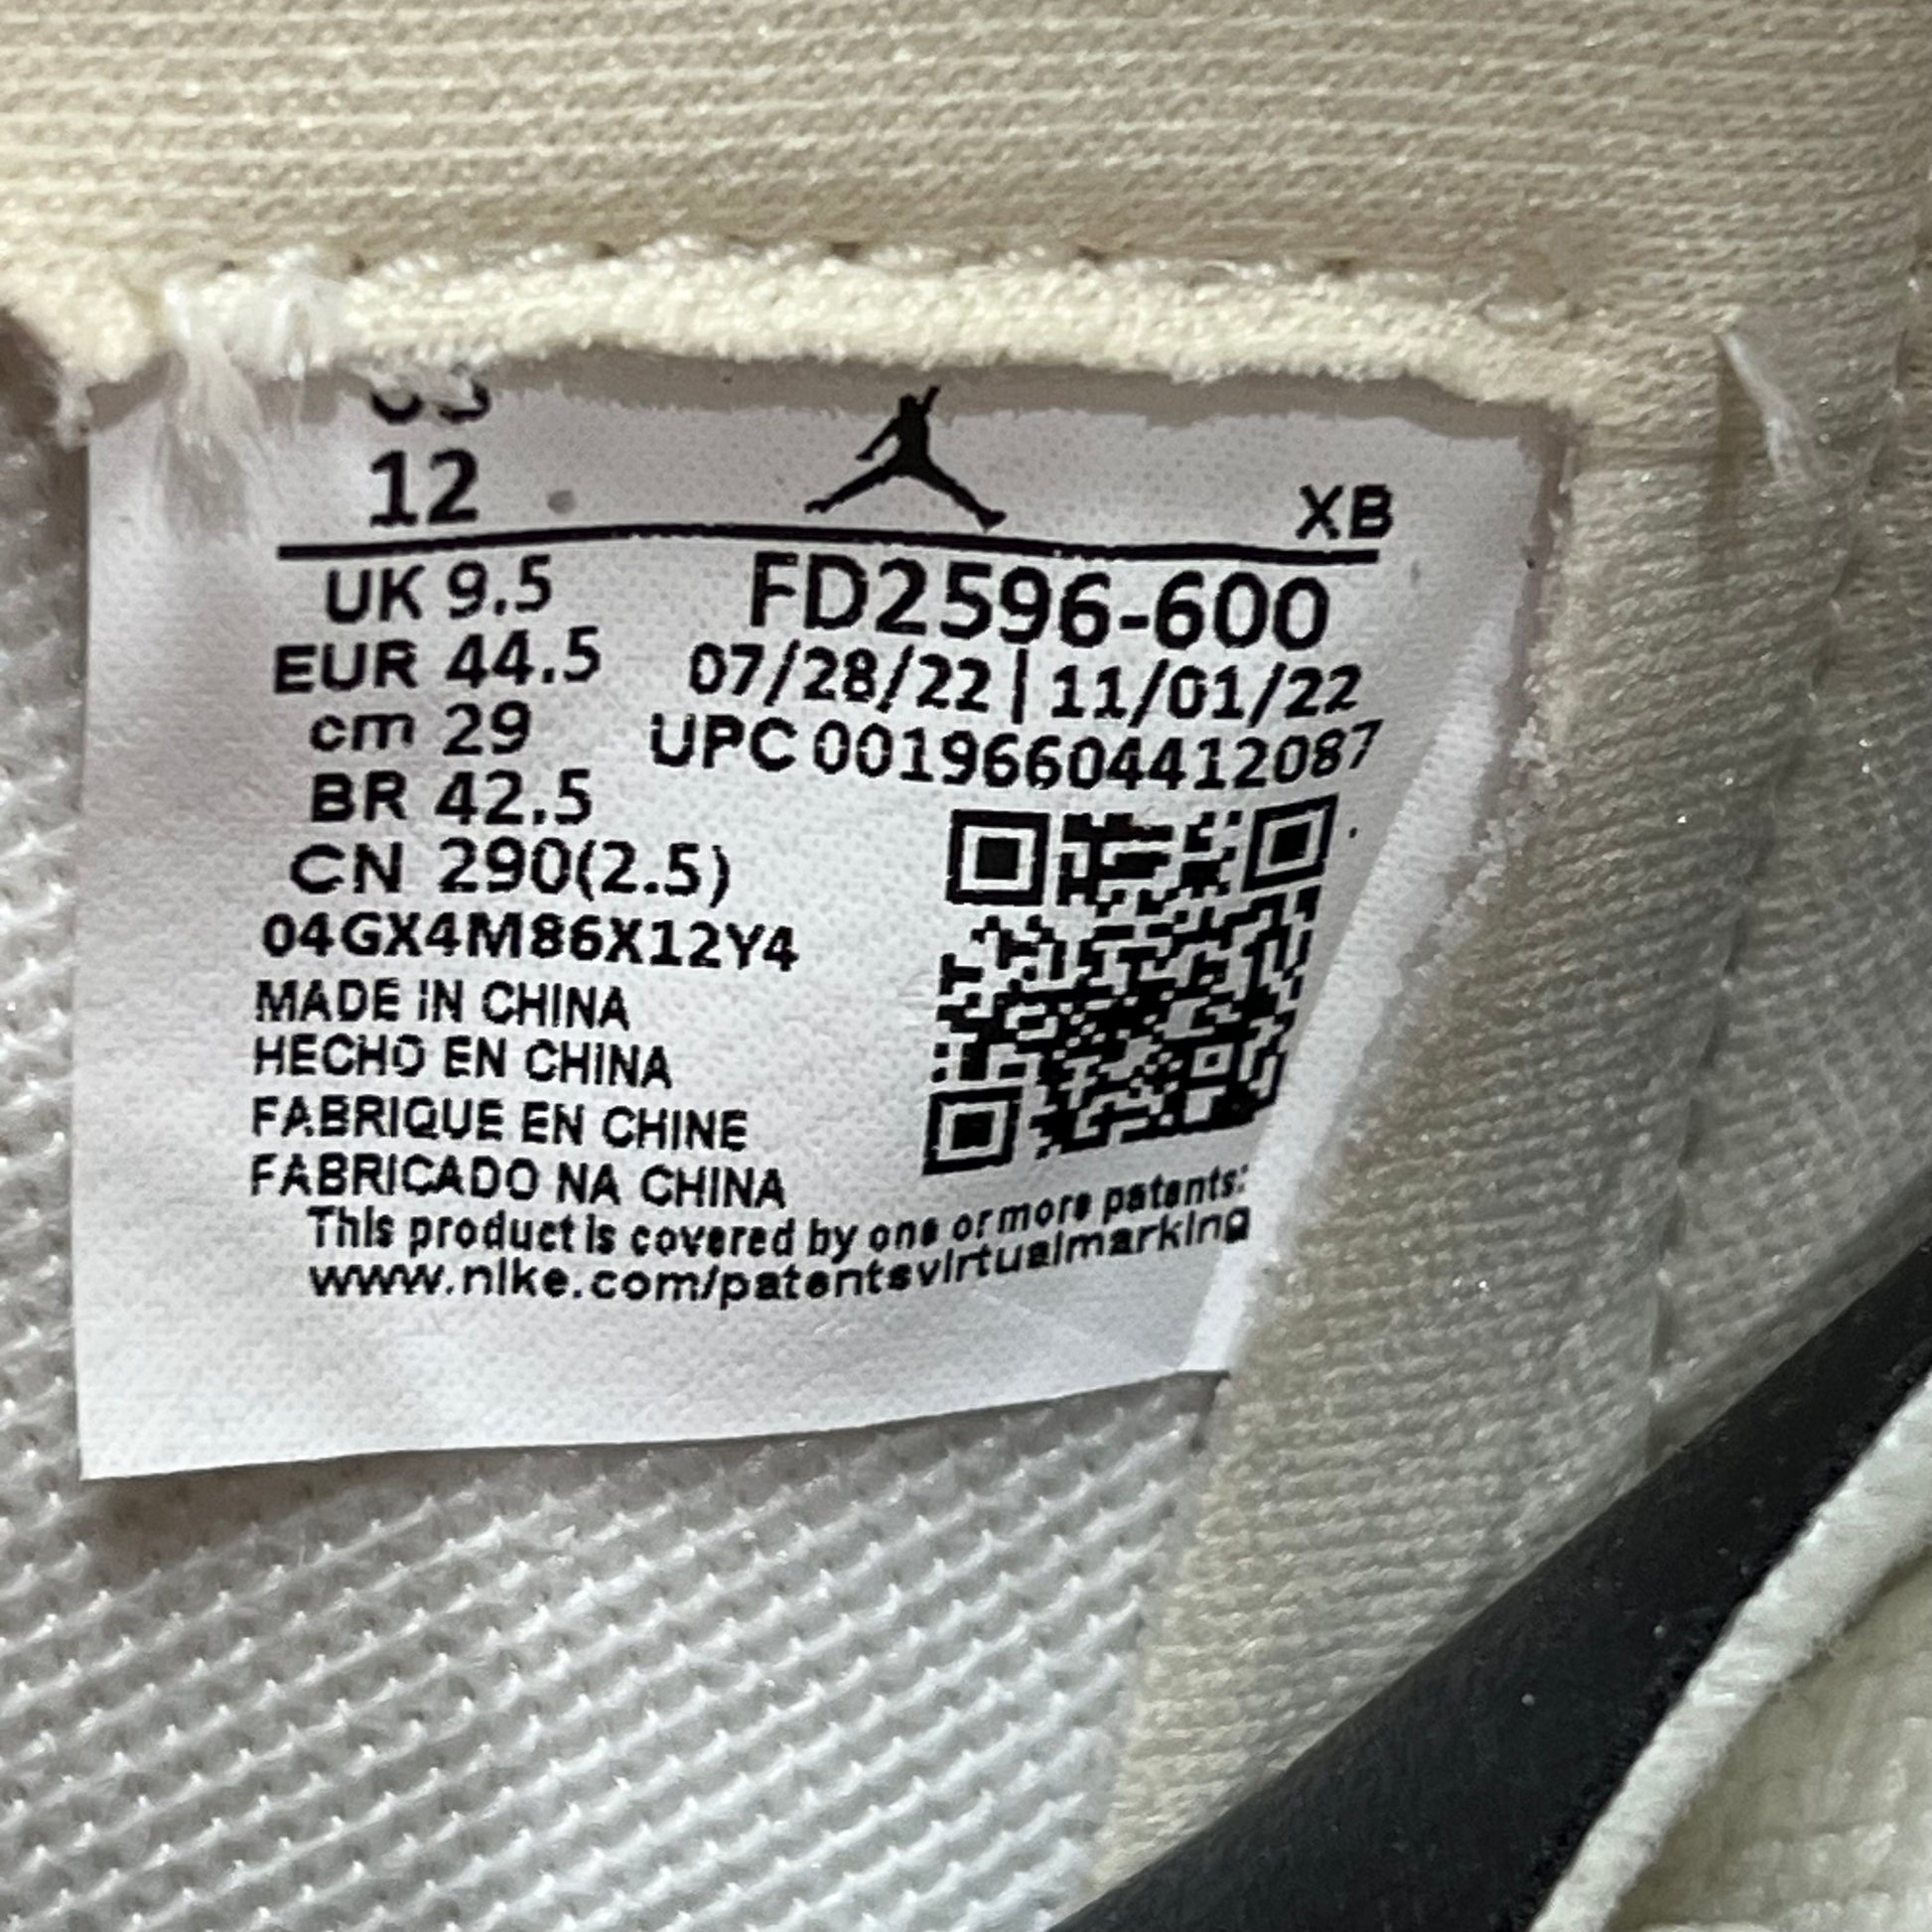 12
XB
UK 9.5
EUR 44.5
cm 29
BR 42.5
CN 290(2.5)
FD2596-600
07/28/22 | 11/01/22
UPC 00196604412087
04GX4M86X12Y4
MADE IN CHINA
HECHO EN CHINA
FABRIQUE EN CHINE
FABRICADO NA CHINA
This product is covered by one or more patents:
www.nike.com/patentsvirtualmarking